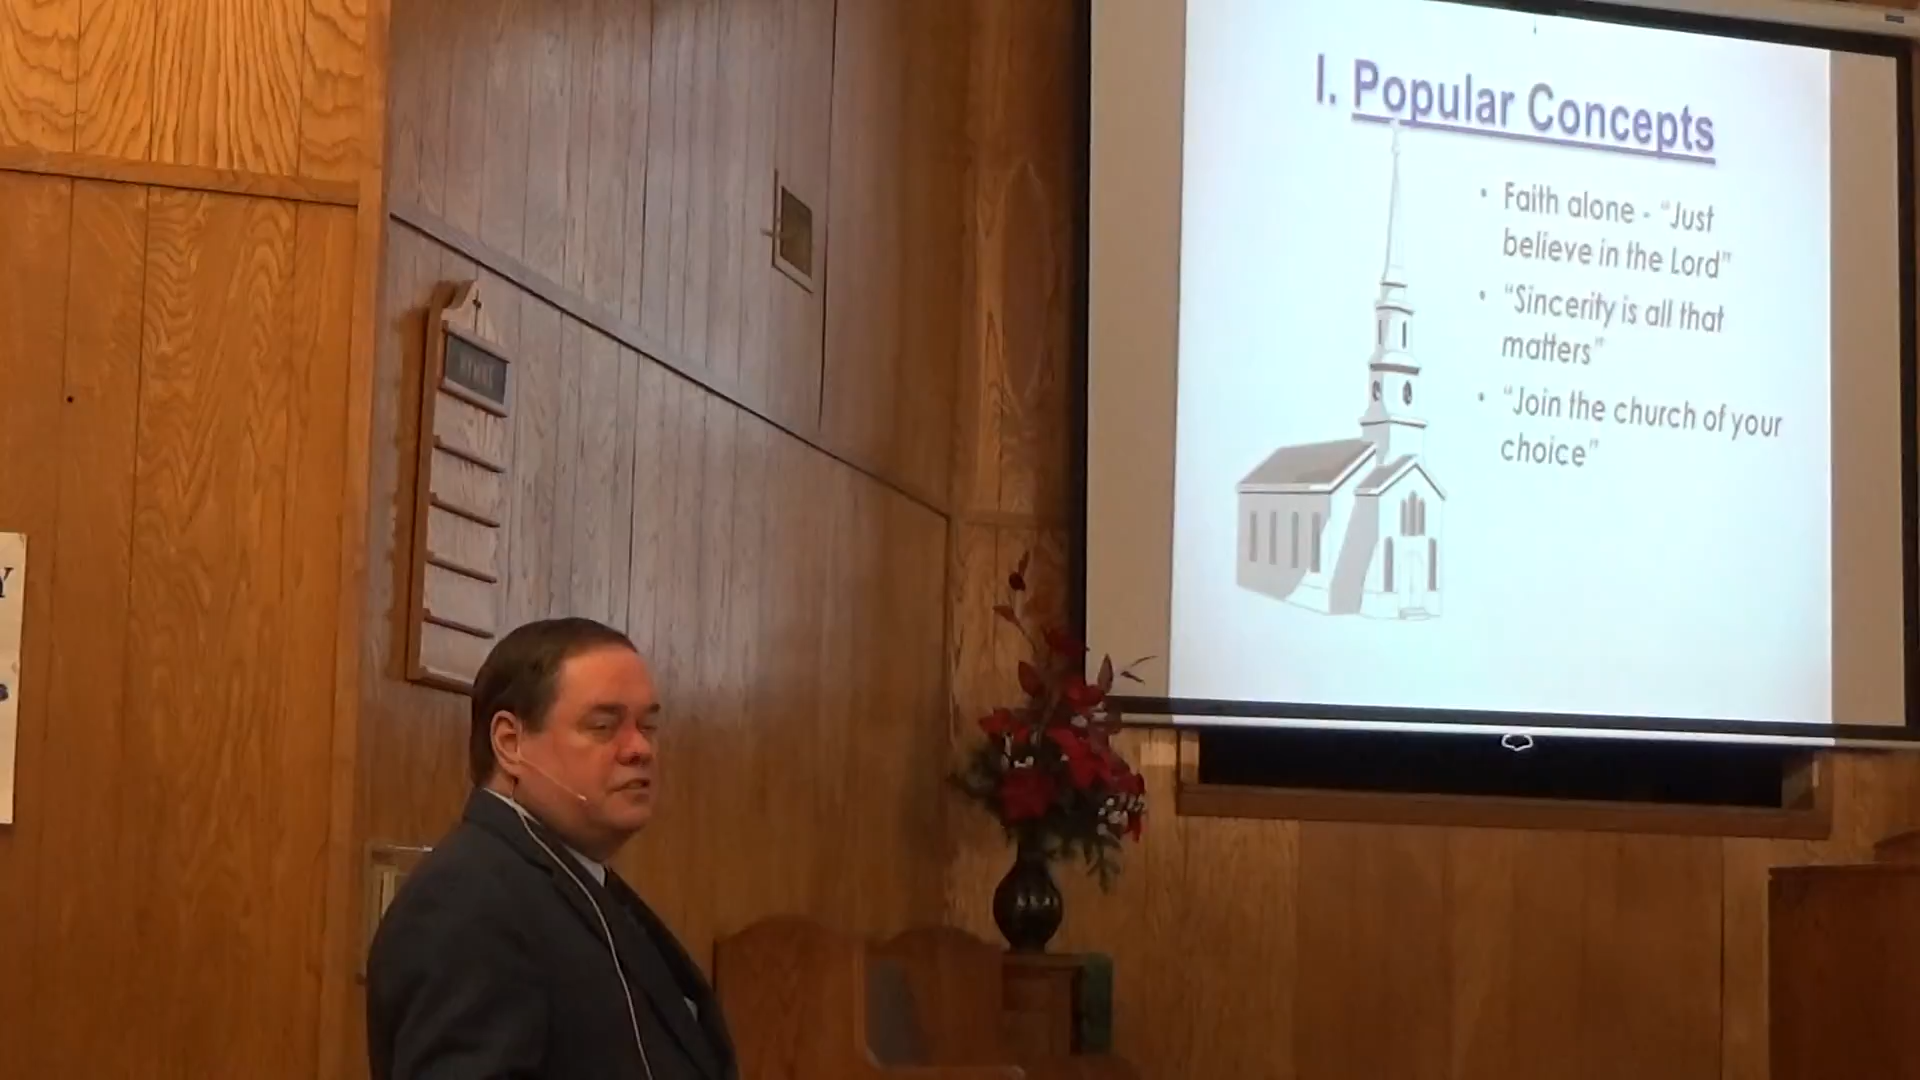 I. Popular Concepts
• Faith alone - "Just
believe in the Lord"
• "Sincerity is all that
matters"
• "Join the church of your
choice"
Y